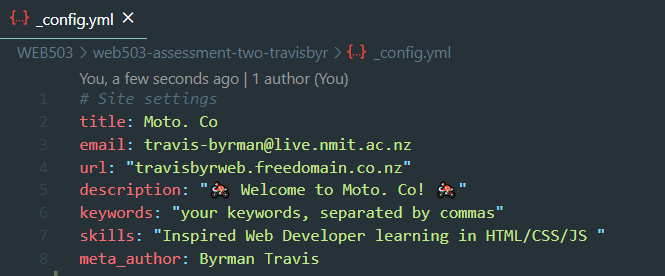 {...} _config.yml ×
WEB503 > web503-assessment-two-travisbyr > {...} _config.yml
You, a few seconds ago | 1 author (You)
1 # Site settings
2 title: Moto. Co
3 email: travis-byrman@live.nmit.ac.nz
4 url: "travisbyrweb.freedomain.co.nz"
5 description: "🏍 Welcome to Moto. Co! 🏍"
6 keywords: "your keywords, separated by commas"
7 skills: "Inspired Web Developer learning in HTML/CSS/JS "
8 meta_author: Byrman Travis